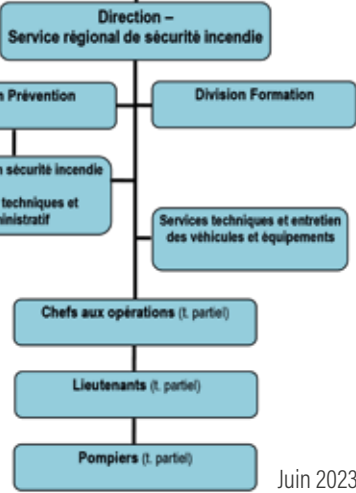 Direction –
Service régional de sécurité incendie
Prévention
Division Formation
sécurité incendie
techniques et
Services techniques et entretien
des véhicules et équipements
Chefs aux opérations (t. partiel)
Lieutenants (t. partiel)
Pompiers (t. partiel)
Juin 2023